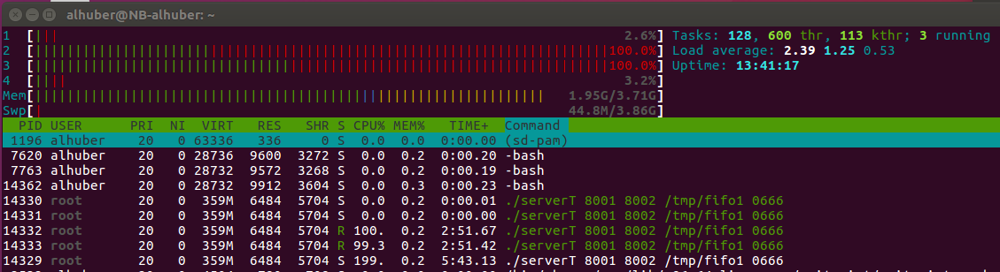 alhuber@NB-alhuber: ~
1 [||| 2.6%] Tasks: 128, 600 thr, 113 kthr; 3 running
2 [||||||||||||||||||||||||||||||||||||||||||||||||||||||||||||||||||||||||100.0%] Load average: 2.39 1.25 0.53
3 [||||||||||||||||||||||||||||||||||||||||||||||||||||||||||||||||||||||||100.0%] Uptime: 13:41:17
4 [|||| 3.2%]
Mem[|||||||||||||||||||||||||||||||||||||||||||||||||||||||||||||||| 1.95G/3.71G]
Swp[| 44.8M/3.86G]
PID USER PRI NI VIRT RES SHR S CPU% MEM% TIME+ Command
1196 alhuber 20 0 63336 336 0 S 0.0 0.0 0:00.00 (sd-pam)
7620 alhuber 20 0 28736 9600 3272 S 0.0 0.2 0:00.20 -bash
7763 alhuber 20 0 28732 9572 3268 S 0.0 0.2 0:00.19 -bash
14362 alhuber 20 0 28732 9912 3604 S 0.0 0.3 0:00.23 -bash
14330 root 20 0 359M 6484 5704 S 0.0 0.2 0:00.01 ./serverT 8001 8002 /tmp/fifo1 0666
14331 root 20 0 359M 6484 5704 S 0.0 0.2 0:00.00 ./serverT 8001 8002 /tmp/fifo1 0666
14332 root 20 0 359M 6484 5704 R 100. 0.2 2:51.67 ./serverT 8001 8002 /tmp/fifo1 0666
14333 root 20 0 359M 6484 5704 R 99.3 0.2 2:51.42 ./serverT 8001 8002 /tmp/fifo1 0666
14329 root 20 0 359M 6484 5704 S 199. 0.2 5:43.13 ./serverT 8001 8002 /tmp/fifo1 0666